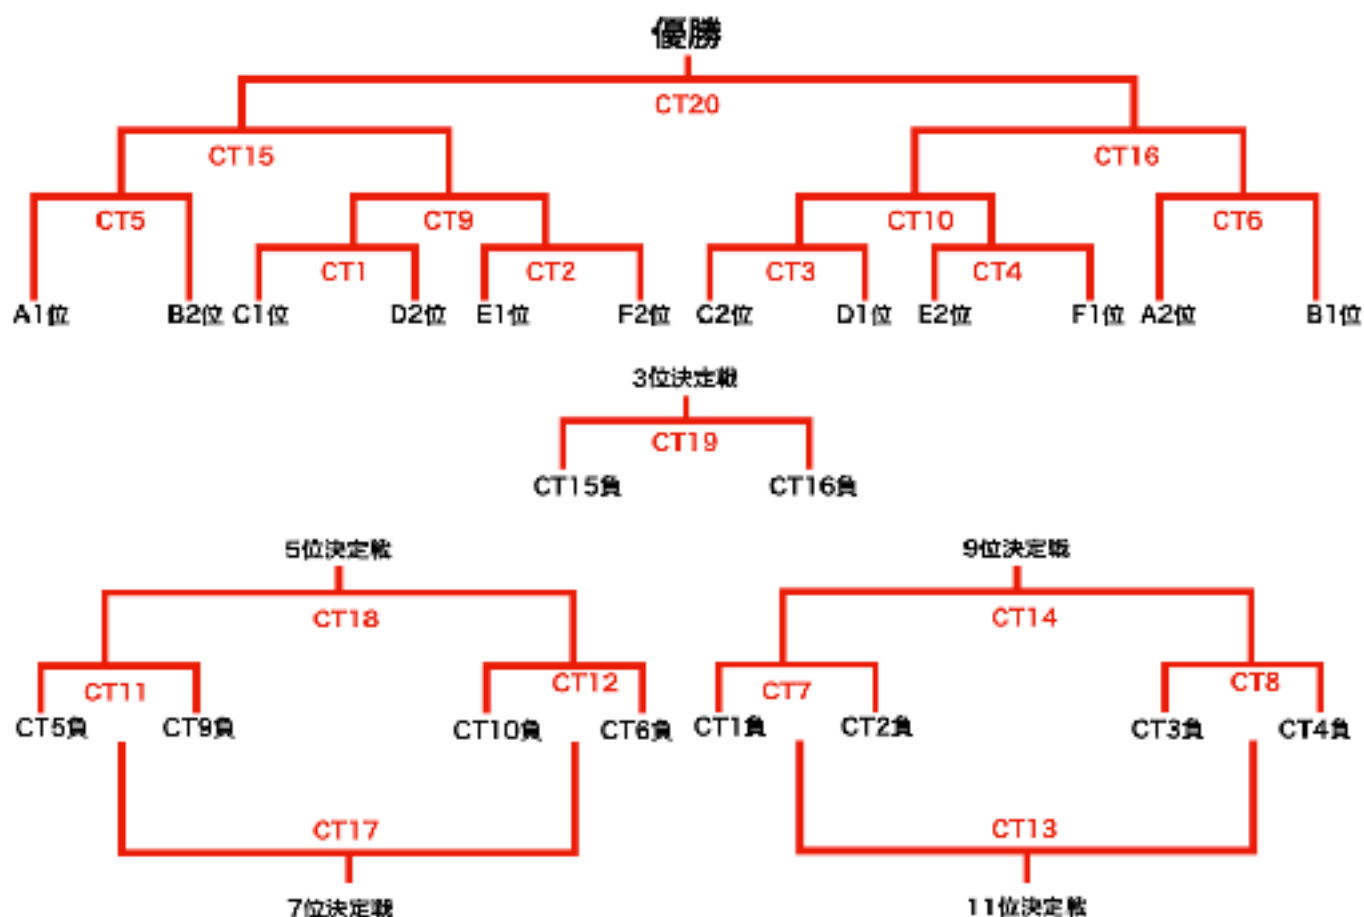 優勝
CT20
CT15 CT16
CT5 CT9 CT10 CT6
CT1 CT2 CT3 CT4
A1位 B2位 C1位 D2位 E1位 F2位 C2位 D1位 E2位 F1位 A2位 B1位
3位決定戦
CT19
CT15負 CT16負
5位決定戦 9位決定戦
CT18 CT14
CT11 CT12 CT7 CT8
CT5負 CT9負 CT10負 CT6負 CT1負 CT2負 CT3負 CT4負
CT17 CT13
7位決定戦 11位決定戦